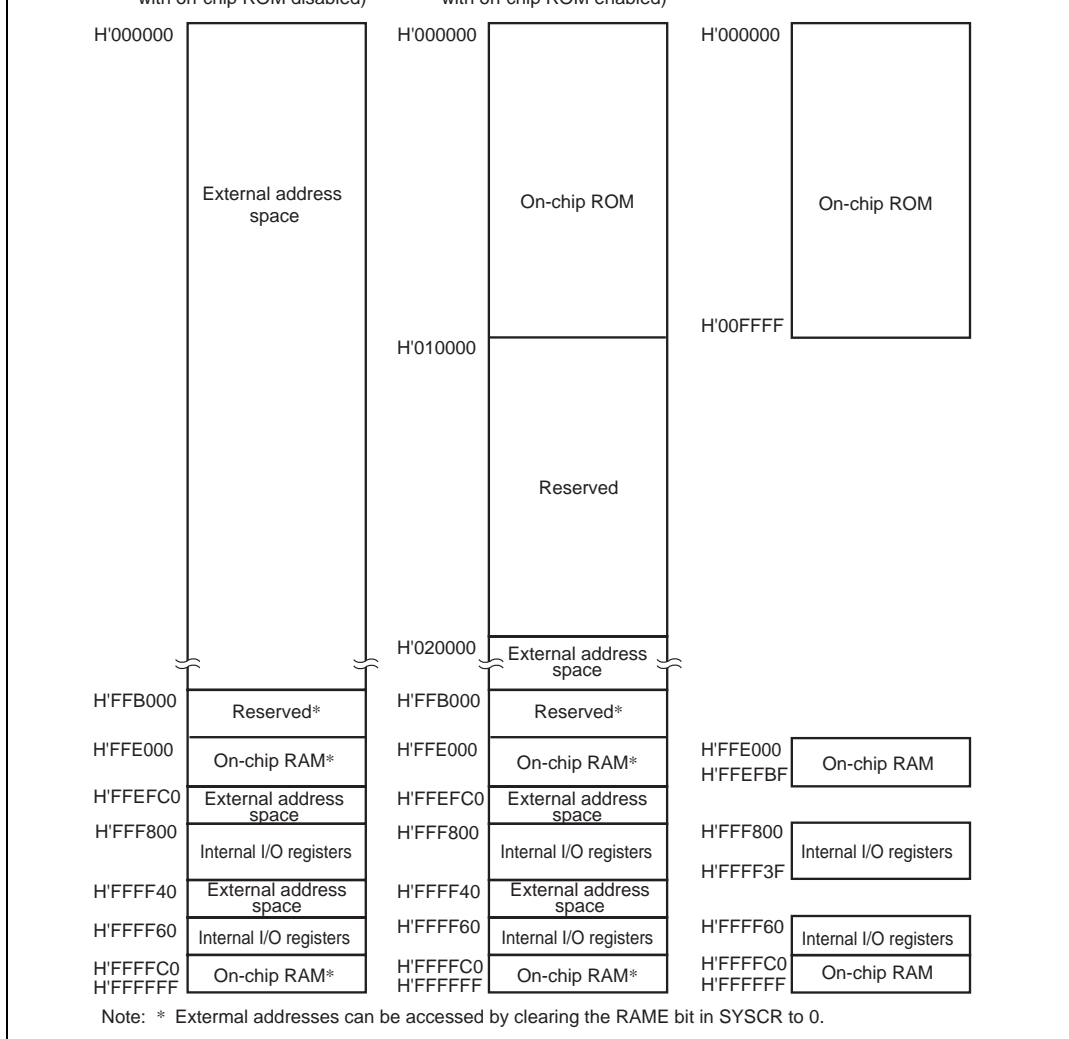 with on-chip ROM disabled)
with on-chip ROM enabled)
H'000000
External address
space
H'FFB000
Reserved*
H'FFE000
On-chip RAM*
H'FFEFC0
External address
space
H'FFF800
Internal I/O registers
H'FFFF40
External address
space
H'FFFF60
Internal I/O registers
H'FFFFC0
On-chip RAM*
H'FFFFFF
H'000000
On-chip ROM
H'010000
Reserved
H'020000
External address
space
H'FFB000
Reserved*
H'FFE000
On-chip RAM*
H'FFEFC0
External address
space
H'FFF800
Internal I/O registers
H'FFFF40
External address
space
H'FFFF60
Internal I/O registers
H'FFFFC0
On-chip RAM*
H'FFFFFF
H'000000
On-chip ROM
H'00FFFF
H'FFE000
On-chip RAM
H'FFEFBF
H'FFF800
Internal I/O registers
H'FFFF3F
H'FFFF60
Internal I/O registers
H'FFFFC0
On-chip RAM
H'FFFFFF
Note: * Extermal addresses can be accessed by clearing the RAME bit in SYSCR to 0.